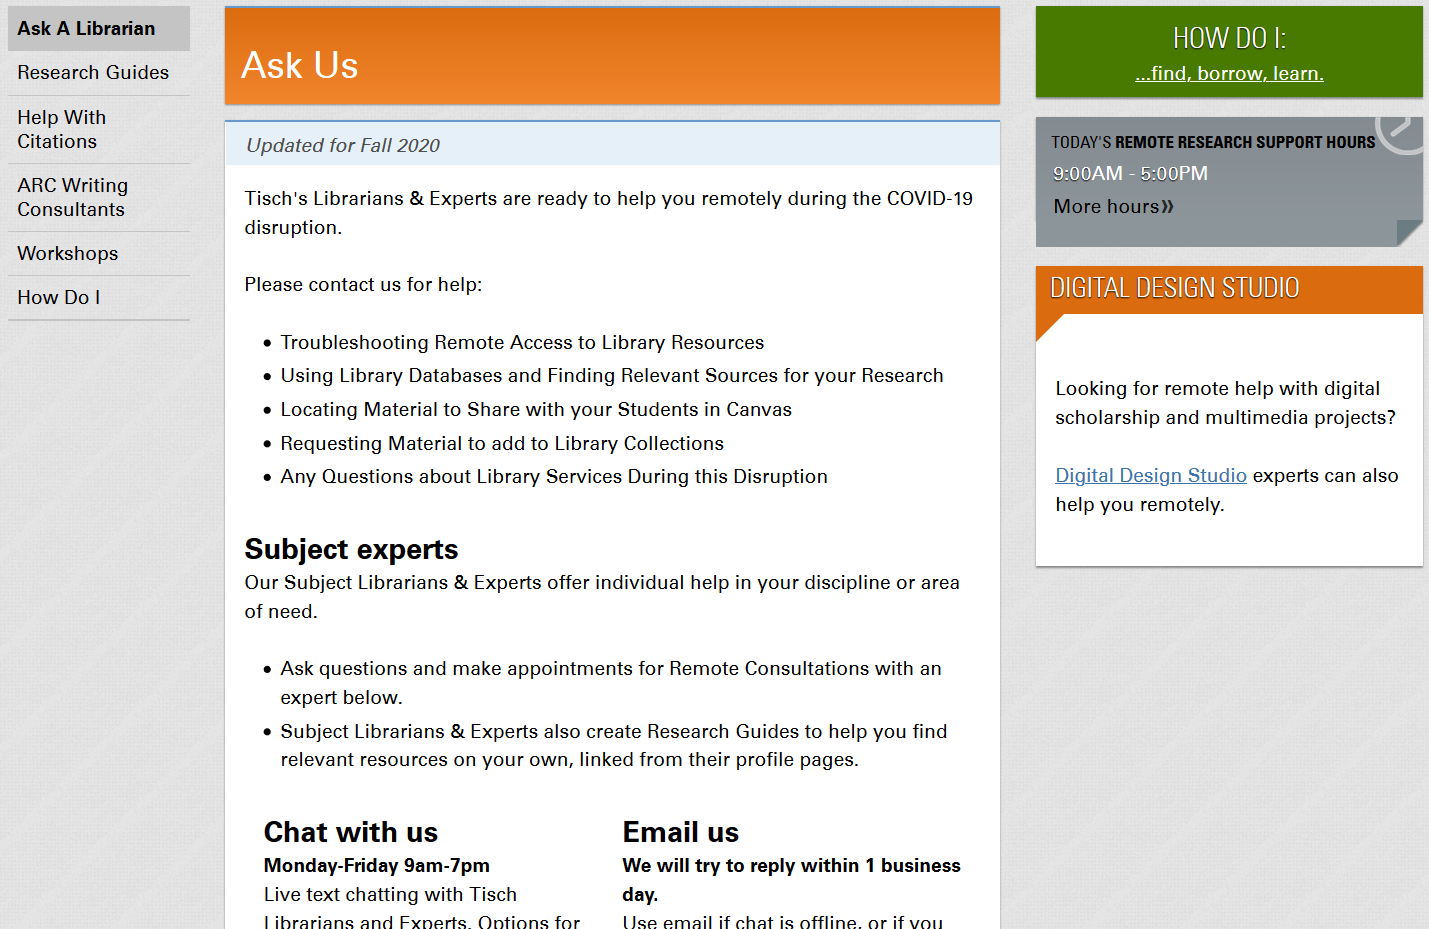 Ask A Librarian
Research Guides
Help With
Citations
ARC Writing
Consultants
Workshops
How Do I
Ask Us
Updated for Fall 2020
Tisch's Librarians & Experts are ready to help you remotely during the COVID-19
disruption.
Please contact us for help:
• Troubleshooting Remote Access to Library Resources
• Using Library Databases and Finding Relevant Sources for your Research
• Locating Material to Share with your Students in Canvas
• Requesting Material to add to Library Collections
• Any Questions about Library Services During this Disruption
Subject experts
Our Subject Librarians & Experts offer individual help in your discipline or area
of need.
• Ask questions and make appointments for Remote Consultations with an
expert below.
• Subject Librarians & Experts also create Research Guides to help you find
relevant resources on your own, linked from their profile pages.
Chat with us
Monday-Friday 9am-7pm
Live text chatting with Tisch
Librarians and Experts. Options for
Email us
We will try to reply within 1 business
day.
Use email if chat is offline, or if you
HOW DO I:
...find, borrow, learn.
TODAY'S REMOTE RESEARCH SUPPORT HOURS
9:00AM - 5:00PM
More hours»
DIGITAL DESIGN STUDIO
Looking for remote help with digital
scholarship and multimedia projects?
Digital Design Studio experts can also
help you remotely.